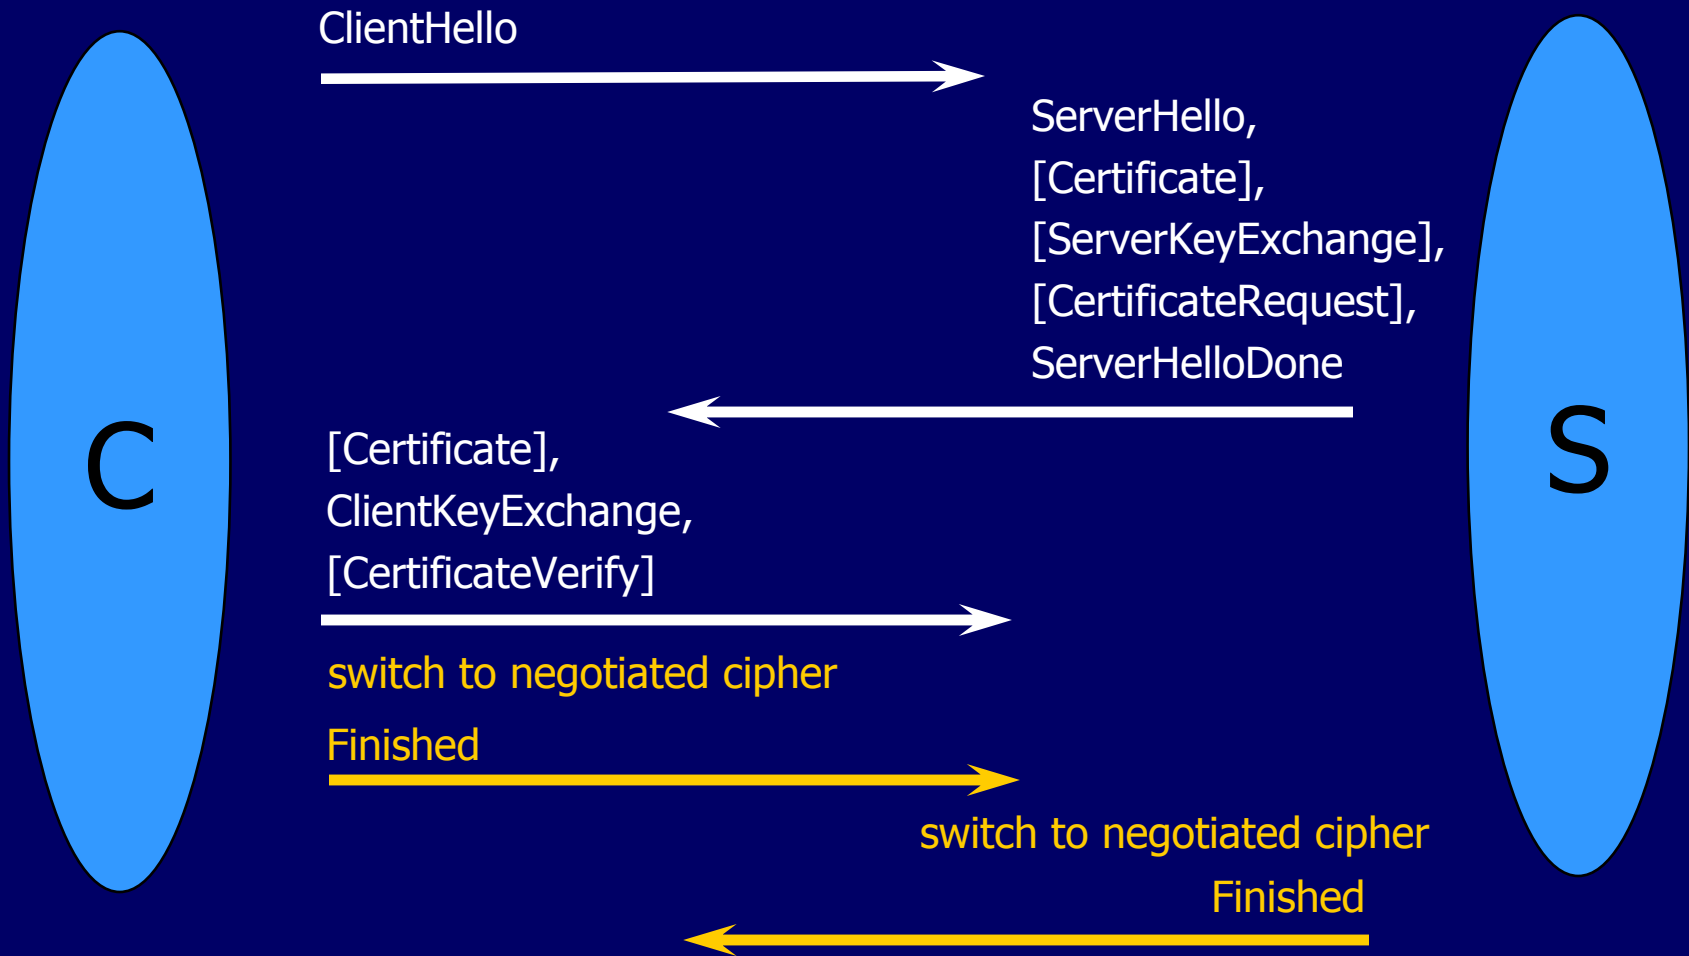 ClientHello
ServerHello,
[Certificate],
[ServerKeyExchange],
[CertificateRequest],
ServerHelloDone
C
S
[Certificate],
ClientKeyExchange,
[CertificateVerify]
switch to negotiated cipher
Finished
switch to negotiated cipher
Finished